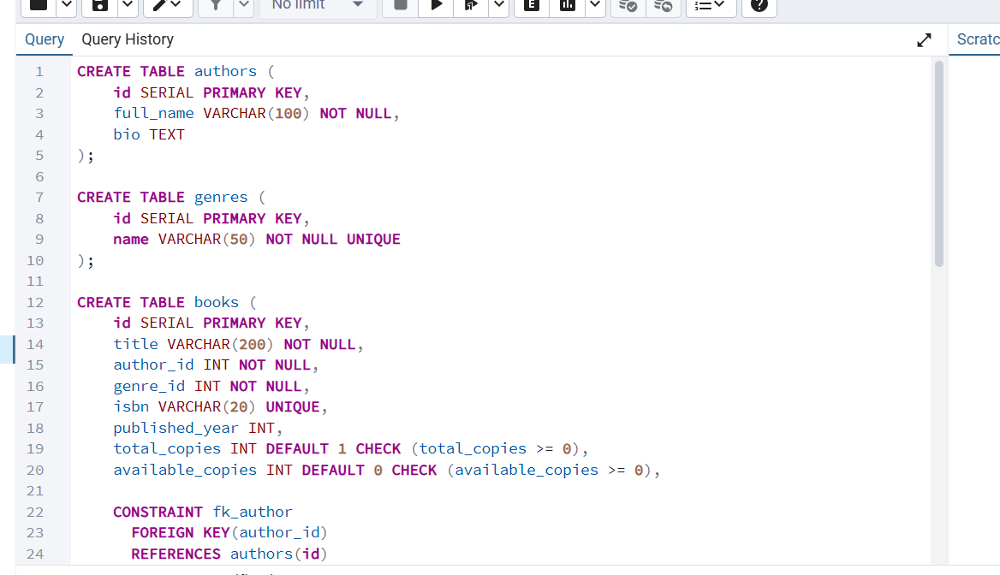 No limit
E
Query Query History
Scratc
1 CREATE TABLE authors (
2     id SERIAL PRIMARY KEY,
3     full_name VARCHAR(100) NOT NULL,
4     bio TEXT
5 );
6
7 CREATE TABLE genres (
8     id SERIAL PRIMARY KEY,
9     name VARCHAR(50) NOT NULL UNIQUE
10 );
11
12 CREATE TABLE books (
13     id SERIAL PRIMARY KEY,
14     title VARCHAR(200) NOT NULL,
15     author_id INT NOT NULL,
16     genre_id INT NOT NULL,
17     isbn VARCHAR(20) UNIQUE,
18     published_year INT,
19     total_copies INT DEFAULT 1 CHECK (total_copies >= 0),
20     available_copies INT DEFAULT 0 CHECK (available_copies >= 0),
21
22     CONSTRAINT fk_author
23       FOREIGN KEY(author_id)
24       REFERENCES authors(id)